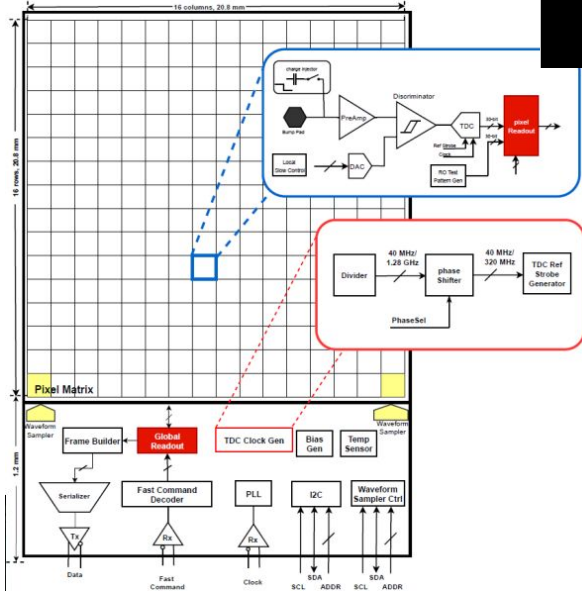 16 columns, 20.8 mm
16 rows, 20.8 mm
charge injector
Bump Pad
PreAmp
Discriminator
TDC
Ref Strobe
Clock
pixel
Readout
Local
Slow Control
DAC
RO Test
Pattern Gen
40 MHz/
1.28 GHz
40 MHz/
320 MHz
Divider
phase
Shifter
TDC Ref
Strobe
Generator
PhaseSel
Pixel Matrix
1.2 mm
Waveform
Sampler
Frame Builder
Global
Readout
TDC Clock Gen
Bias
Gen
Temp
Sensor
Waveform
Sampler
Serializer
Fast Command
Decoder
PLL
I2C
Waveform
Sampler Ctrl
Tx
Rx
Rx
Data
Fast
Command
Clock
SCL
SDA
ADDR
SCL
SDA
ADDR